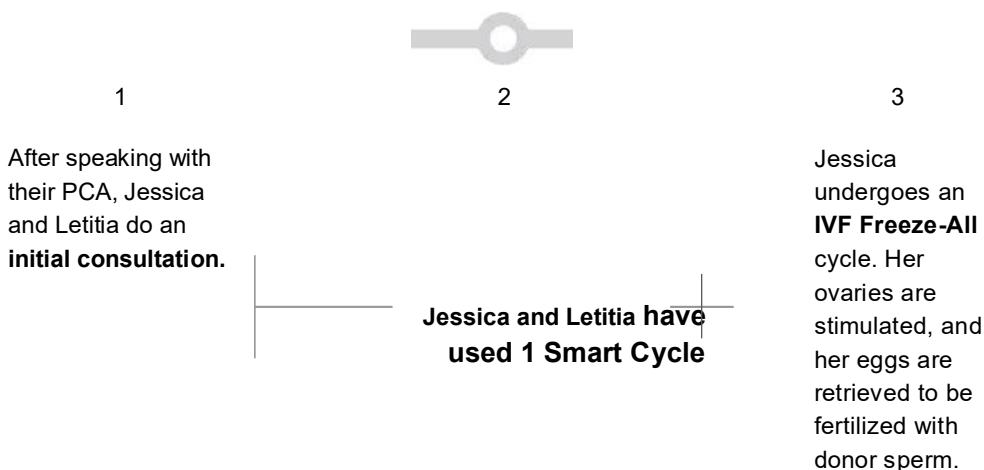 1
After speaking with
their PCA, Jessica
and Letitia do an
initial consultation.
2
Jessica and Letitia have
used 1 Smart Cycle
3
Jessica
undergoes an
IVF Freeze-All
cycle. Her
ovaries are
stimulated, and
her eggs are
retrieved to be
fertilized with
donor sperm.